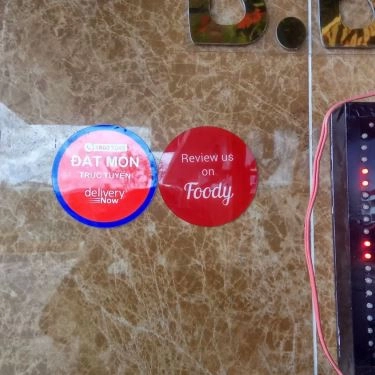 ĐẶT MÓN
TRỰC TUYẾN
delivery
Now
Review us
on
Foody